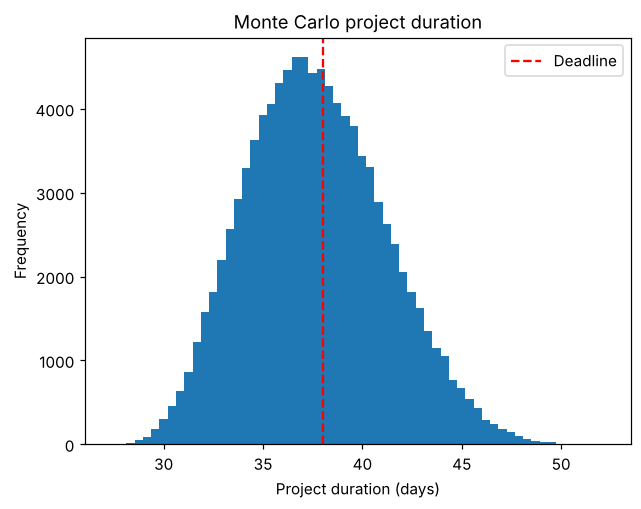 Monte Carlo project duration
Deadline
Frequency
4000
3000
2000
1000
0
30 35 40 45 50
Project duration (days)